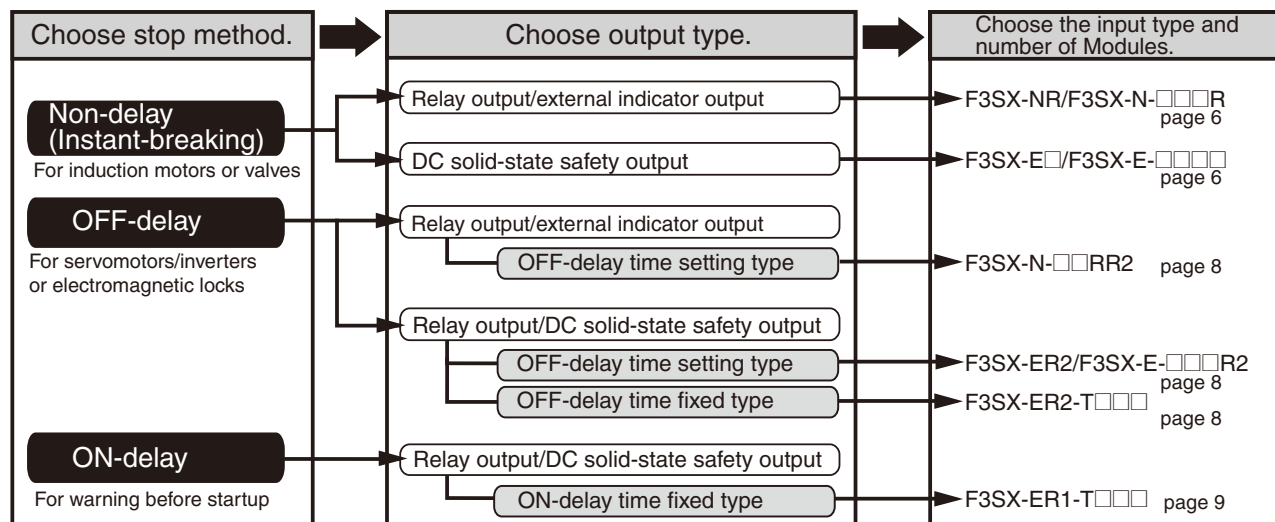 Choose stop method.
Choose output type.
Choose the input type and
number of Modules.
Non-delay
(Instant-breaking)
For induction motors or valves
Relay output/external indicator output
F3SX-NR/F3SX-N-□□□R
page 6
DC solid-state safety output
F3SX-E□/F3SX-E-□□□□
page 6
OFF-delay
For servomotors/inverters
or electromagnetic locks
Relay output/external indicator output
OFF-delay time setting type
F3SX-N-□□RR2 page 8
Relay output/DC solid-state safety output
OFF-delay time setting type
F3SX-ER2/F3SX-E-□□□R2
page 8
OFF-delay time fixed type
F3SX-ER2-T□□□
page 8
ON-delay
For warning before startup
Relay output/DC solid-state safety output
ON-delay time fixed type
F3SX-ER1-T□□□ page 9